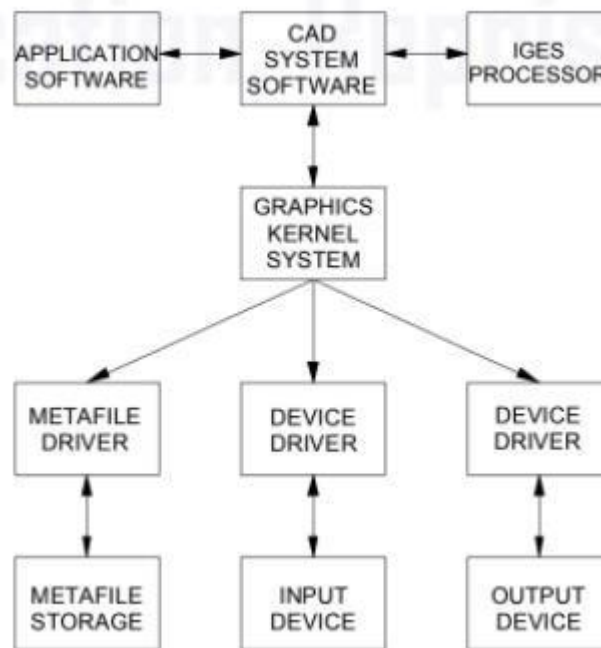 APPLICATION
SOFTWARE
CAD
SYSTEM
SOFTWARE
IGES
PROCESSOR
GRAPHICS
KERNEL
SYSTEM
METAFILE
DRIVER
DEVICE
DRIVER
DEVICE
DRIVER
METAFILE
STORAGE
INPUT
DEVICE
OUTPUT
DEVICE